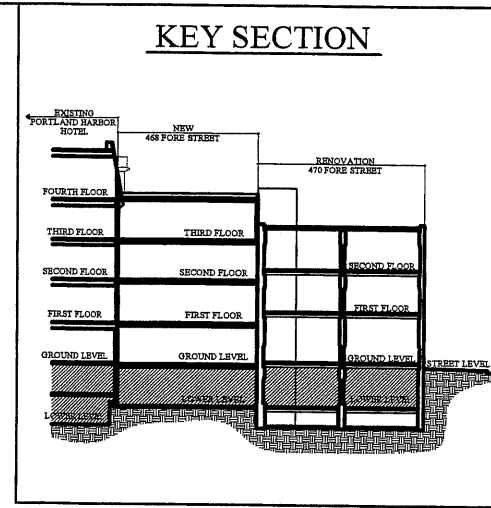 KEY SECTION
EXISTING
PORTLAND HARBOR
HOTEL
NEW
468 FORE STREET
RENOVATION
470 FORE STREET
FOURTH FLOOR
THIRD FLOOR
THIRD FLOOR
SECOND FLOOR
SECOND FLOOR
SECOND FLOOR
FIRST FLOOR
FIRST FLOOR
FIRST FLOOR
GROUND LEVEL
GROUND LEVEL
GROUND LEVEL
STREET LEVEL
LOWER LEVEL
LOWER LEVEL
LOWER LEVEL